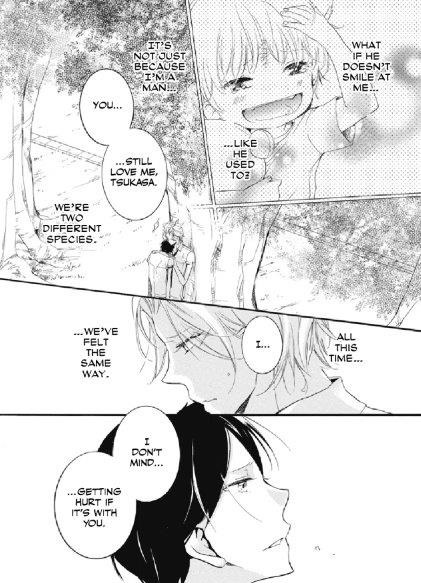 WHAT
IF HE
DOESN'T
SMILE AT
ME...
...LIKE
HE
USED
TO?
IT'S
NOT JUST
BECAUSE
I'M A
MAN...
YOU...
...STILL
LOVE ME,
TSUKASA.
WE'RE
TWO
DIFFERENT
SPECIES.
ALL
THIS
TIME...
I...
...WE'VE
FELT
THE
SAME
WAY.
I
DON'T
MIND...
...GETTING
HURT IF
IT'S WITH
YOU.